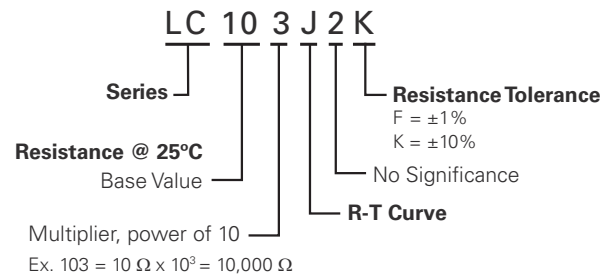 LC 10 3 J 2 K
Series
Resistance Tolerance
F = ±1%
K = ±10%
Resistance @ 25ºC
Base Value
No Significance
R-T Curve
Multiplier, power of 10
Ex. 103 = 10 Ω x 10³ = 10,000 Ω